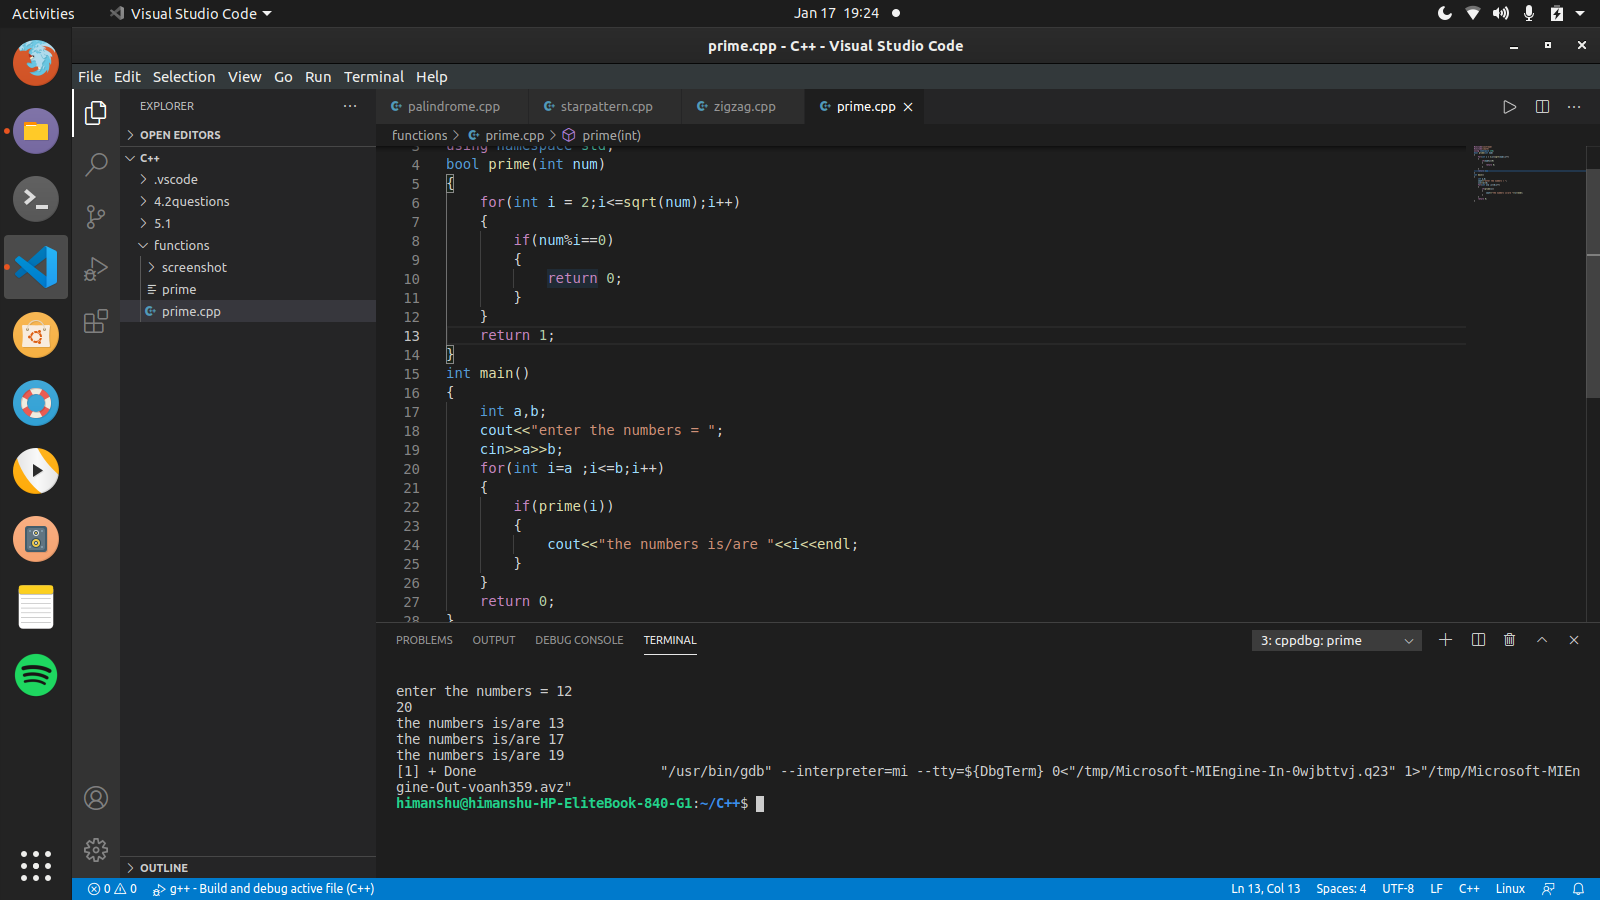 Activities
Visual Studio Code
Jan 17 19:24
prime.cpp - C++ - Visual Studio Code
File Edit Selection View Go Run Terminal Help
EXPLORER
OPEN EDITORS
C++
.vscode
4.2questions
5.1
functions
screenshot
prime
prime.cpp
OUTLINE
palindrome.cpp
starpattern.cpp
zigzag.cpp
prime.cpp
functions > prime.cpp > prime(int)
3 using namespace std;
4 bool prime(int num)
5 {
6 for(int i = 2;i<=sqrt(num);i++)
7 {
8 if(num%i==0)
9 {
10 return 0;
11 }
12 }
13 return 1;
14 }
15 int main()
16 {
17 int a,b;
18 cout<<"enter the numbers = ";
19 cin>>a>>b;
20 for(int i=a ;i<=b;i++)
21 {
22 if(prime(i))
23 {
24 cout<<"the numbers is/are "<<i<<endl;
25 }
26 }
27 return 0;
28 }
PROBLEMS OUTPUT DEBUG CONSOLE TERMINAL
3: cppdbg: prime
enter the numbers = 12
20
the numbers is/are 13
the numbers is/are 17
the numbers is/are 19
[1] + Done "/usr/bin/gdb" --interpreter=mi --tty=${DbgTerm} 0<"/tmp/Microsoft-MIEngine-In-0wjbttvj.q23" 1>"/tmp/Microsoft-MIEn
gine-Out-voanh359.avz"
himanshu@himanshu-HP-EliteBook-840-G1:~/C++$
0 0 g++ - Build and debug active file (C++)
Ln 13, Col 13 Spaces: 4 UTF-8 LF C++ Linux